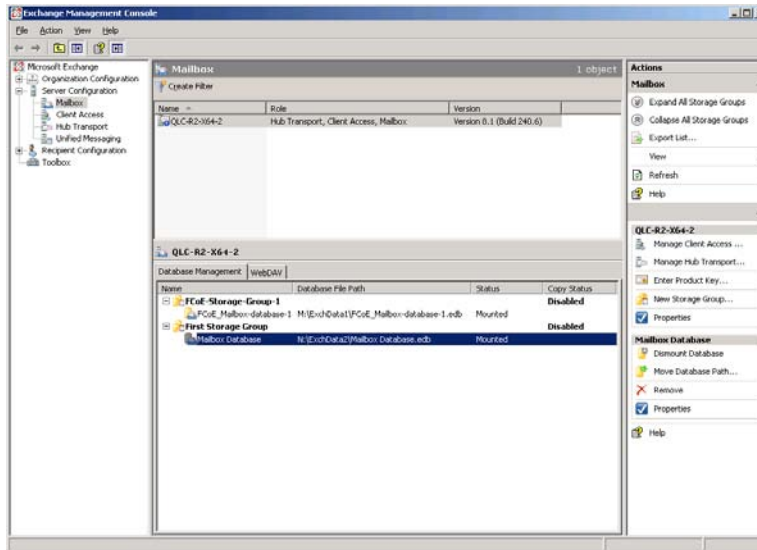 Exchange Management Console
File Action View Help
Microsoft Exchange
Organization Configuration
Server Configuration
Mailbox
Client Access
Hub Transport
Unified Messaging
Recipient Configuration
Toolbox
Mailbox 1 object
Create Filter
Name Role Version
QLC-R2-X64-2 Hub Transport, Client Access, Mailbox Version 8.1 (Build 240.6)
QLC-R2-X64-2
Database Management WebDAV
Name Database File Path Status Copy Status
FCoE-Storage-Group-1 Disabled
FCoE_Mailbox-database-1 M:\ExchData1\FCoE_Mailbox-database-1.edb Mounted
First Storage Group Disabled
Mailbox Database N:\ExchData2\Mailbox Database.edb Mounted
Actions
Mailbox
Expand All Storage Groups
Collapse All Storage Groups
Export List...
View
Refresh
Help
QLC-R2-X64-2
Manage Client Access ...
Manage Hub Transport...
Enter Product Key...
New Storage Group...
Properties
Mailbox Database
Dismount Database
Move Database Path...
Remove
Properties
Help